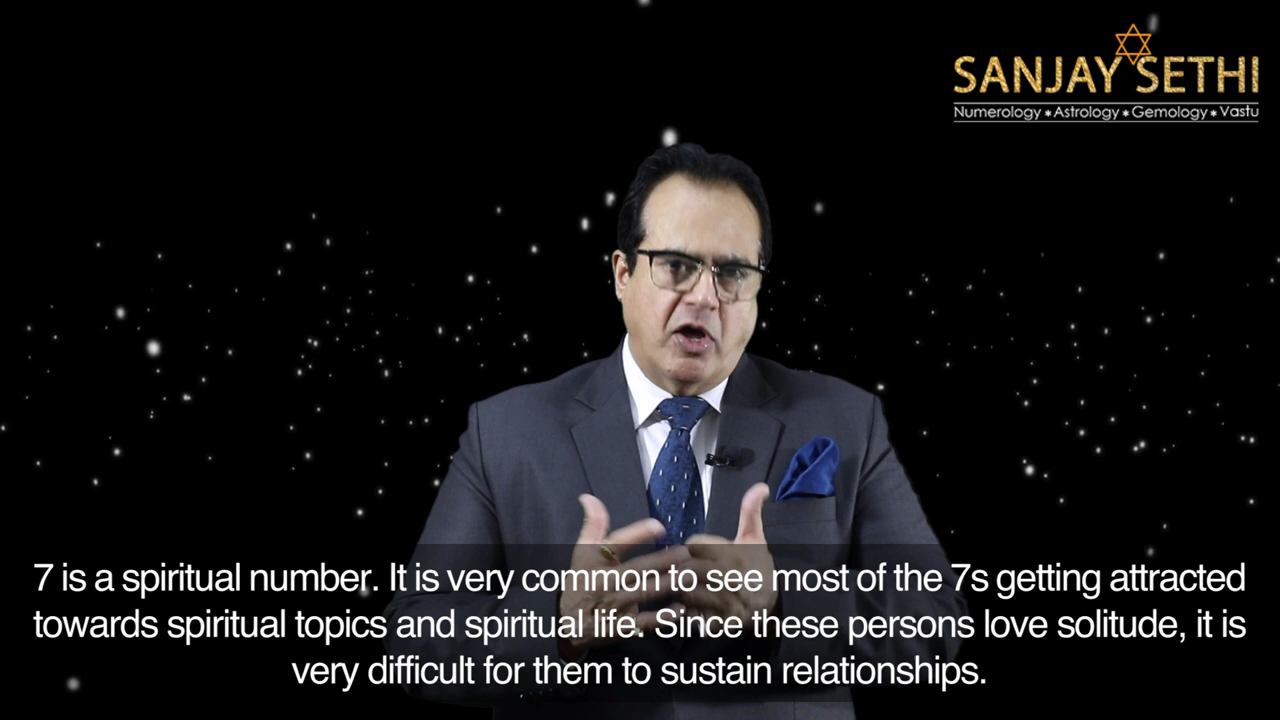 SANJAY SETHI
Numerology * Astrology * Gemology * Vastu
7 is a spiritual number. It is very common to see most of the 7s getting attracted
towards spiritual topics and spiritual life. Since these persons love solitude, it is
very difficult for them to sustain relationships.